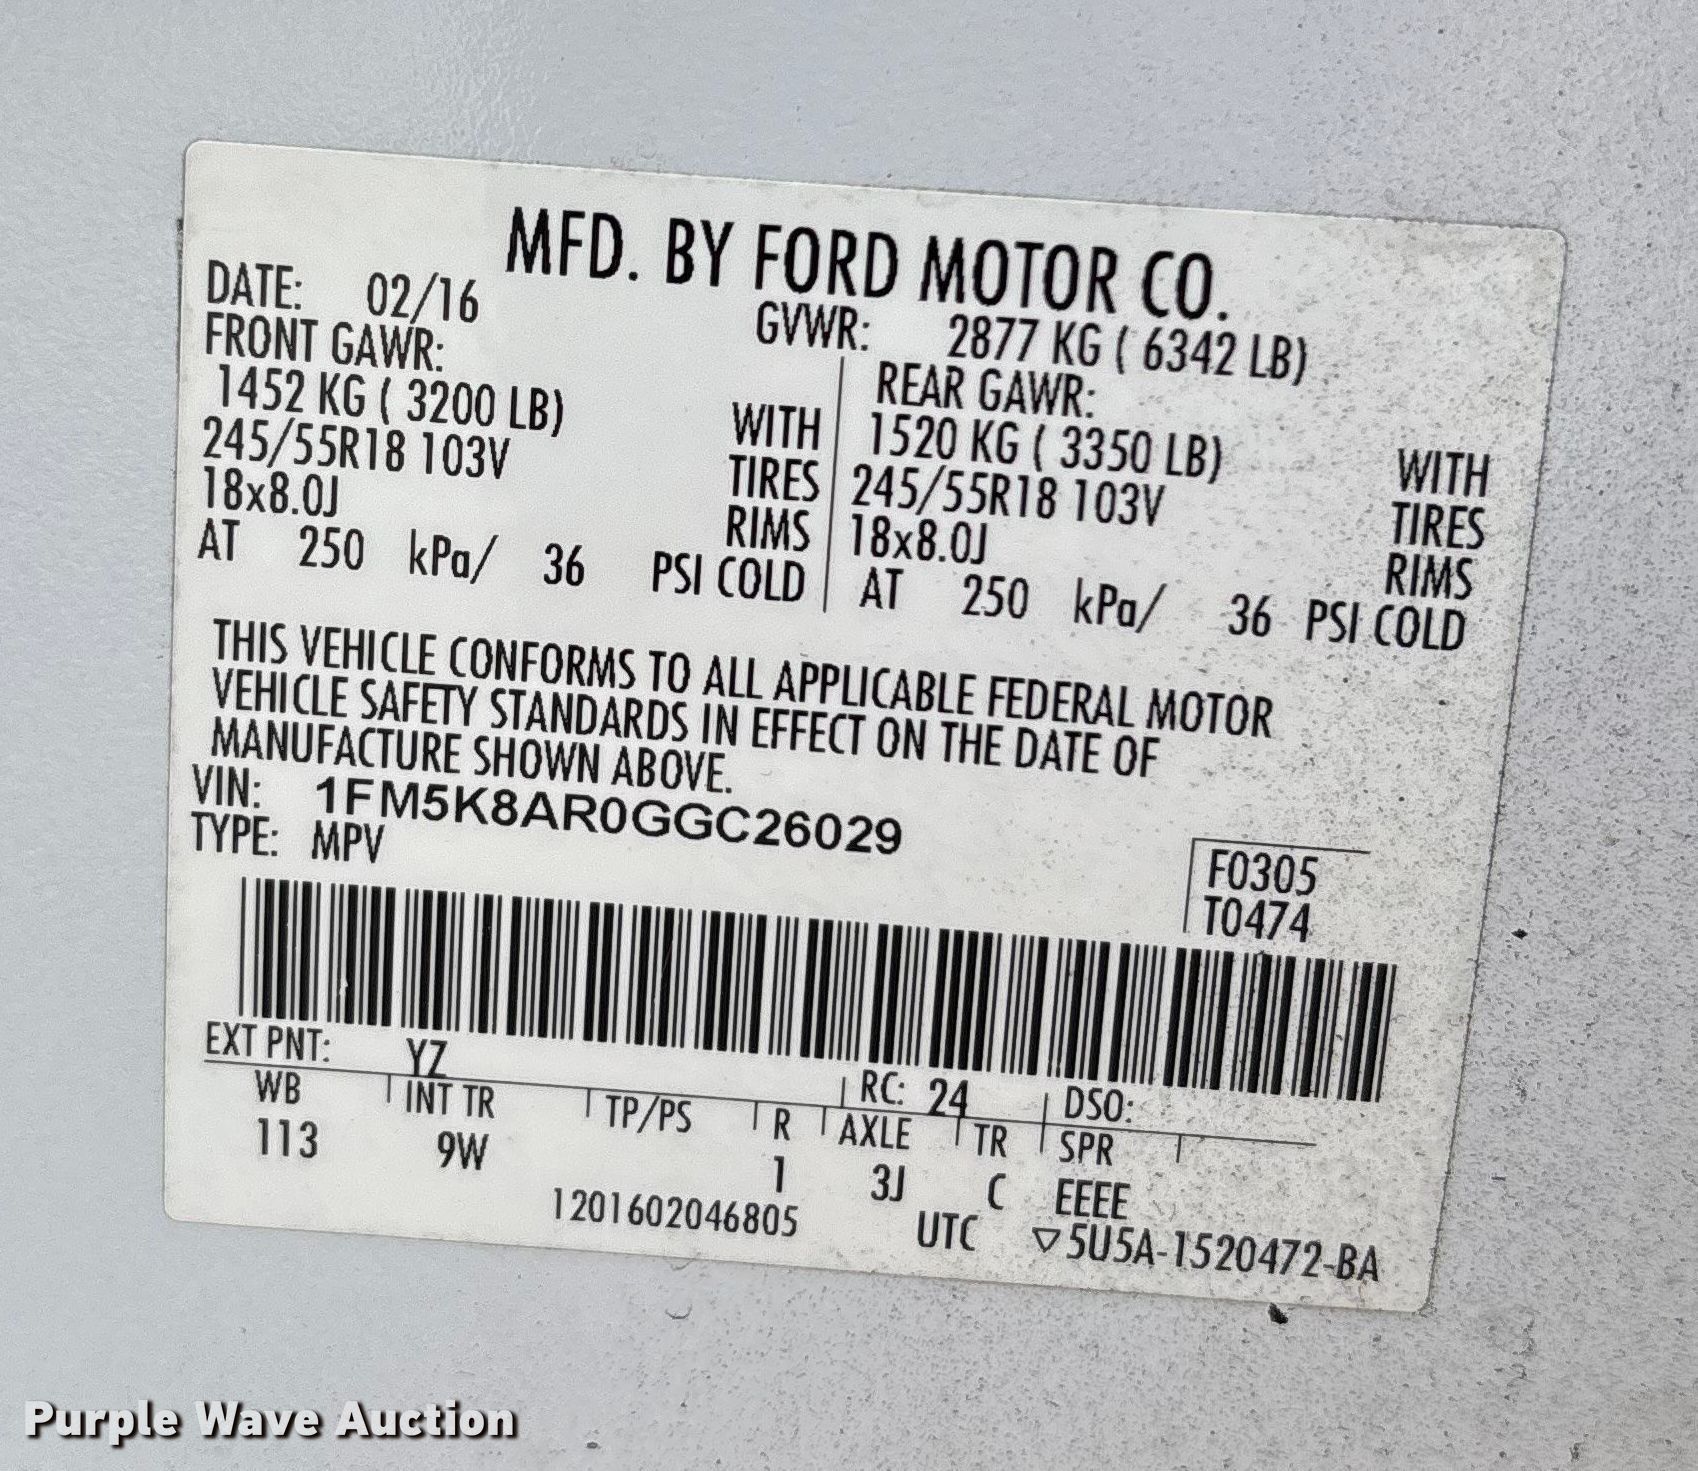 MFD. BY FORD MOTOR CO.
DATE: 02/16 GVWR: 2877 KG ( 6342 LB)
FRONT GAWR: REAR GAWR:
1452 KG ( 3200 LB) WITH 1520 KG ( 3350 LB) WITH
245/55R18 103V TIRES 245/55R18 103V TIRES
18x8.0J RIMS 18x8.0J RIMS
AT 250 kPa/ 36 PSI COLD AT 250 kPa/ 36 PSI COLD
THIS VEHICLE CONFORMS TO ALL APPLICABLE FEDERAL MOTOR
VEHICLE SAFETY STANDARDS IN EFFECT ON THE DATE OF
MANUFACTURE SHOWN ABOVE.
VIN: 1FM5K8AR0GGC26029
TYPE: MPV
F0305
T0474
EXT PNT: YZ RC: 24 DSO:
WB INT TR TP/PS R AXLE TR SPR
113 9W 1 3J C EEEE
1201602046805 UTC ▽5U5A-1520472-BA
Purple Wave Auction